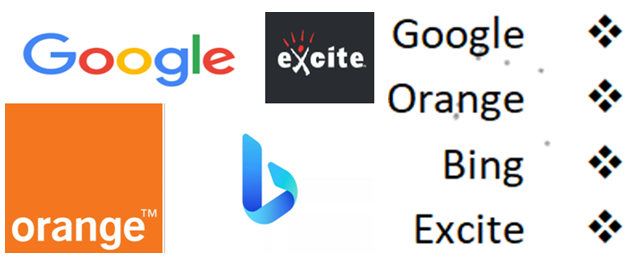 Google
excite
orange™
Google ❖
Orange ❖
Bing ❖
Excite ❖